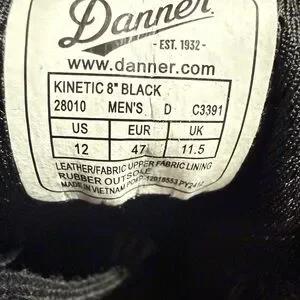 Danner
- EST. 1932 -
www.danner.com
KINETIC 8" BLACK
28010 MEN'S D C3391
US EUR UK
12 47 11.5
LEATHER/FABRIC UPPER FABRIC LINING
RUBBER OUTSOLE
MADE IN VIETNAM